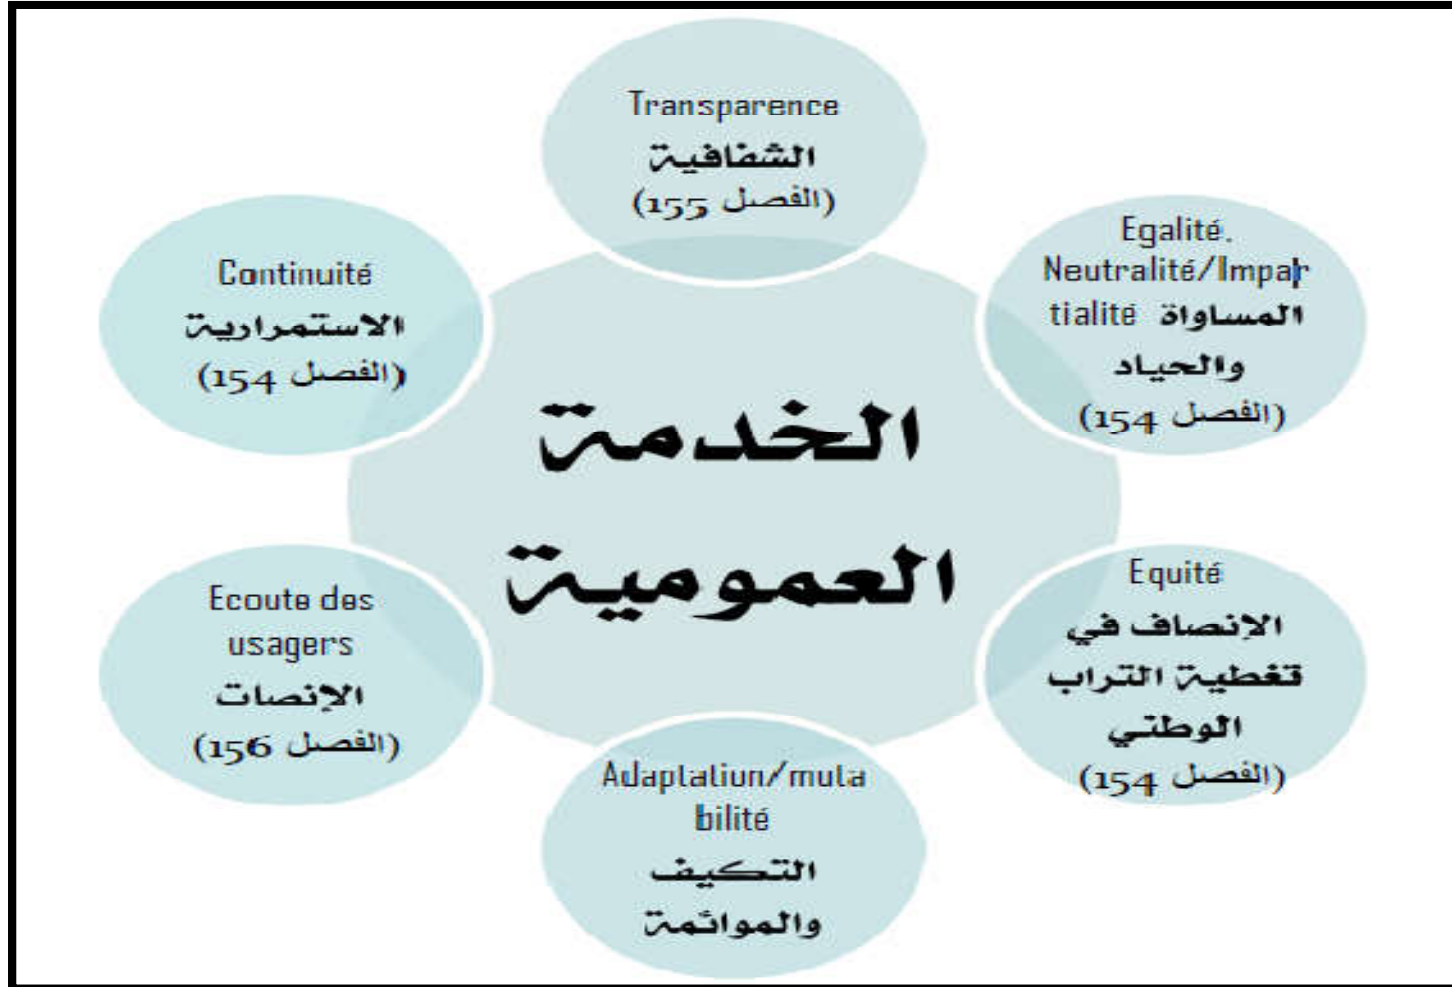 Transparence
الشفافية
(الفصل 155)
Egalité,
Neutralité/Impar
tialité المساواة
والحياد
(الفصل 154)
Equité
الإنصاف في
تغطية التراب
الوطني
(الفصل 154)
Adaptation/muta
bilité
التكيف
والموائمة
Ecoute des
usagers
الإنصات
(الفصل 156)
Continuité
الاستمرارية
(الفصل 154)
الخدمة
العمومية